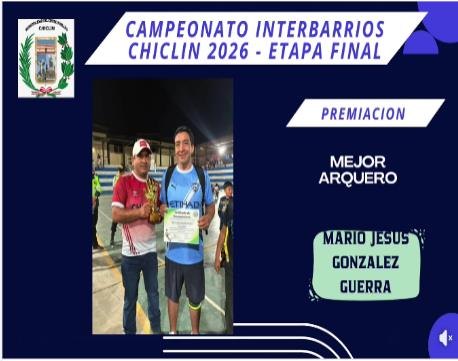 CHICLIN
CAMPEONATO INTERBARRIOS
CHICLIN 2026 - ETAPA FINAL
PREMIACION
MEJOR
ARQUERO
MARIO JESUS
GONZALEZ
GUERRA
ETIHAD